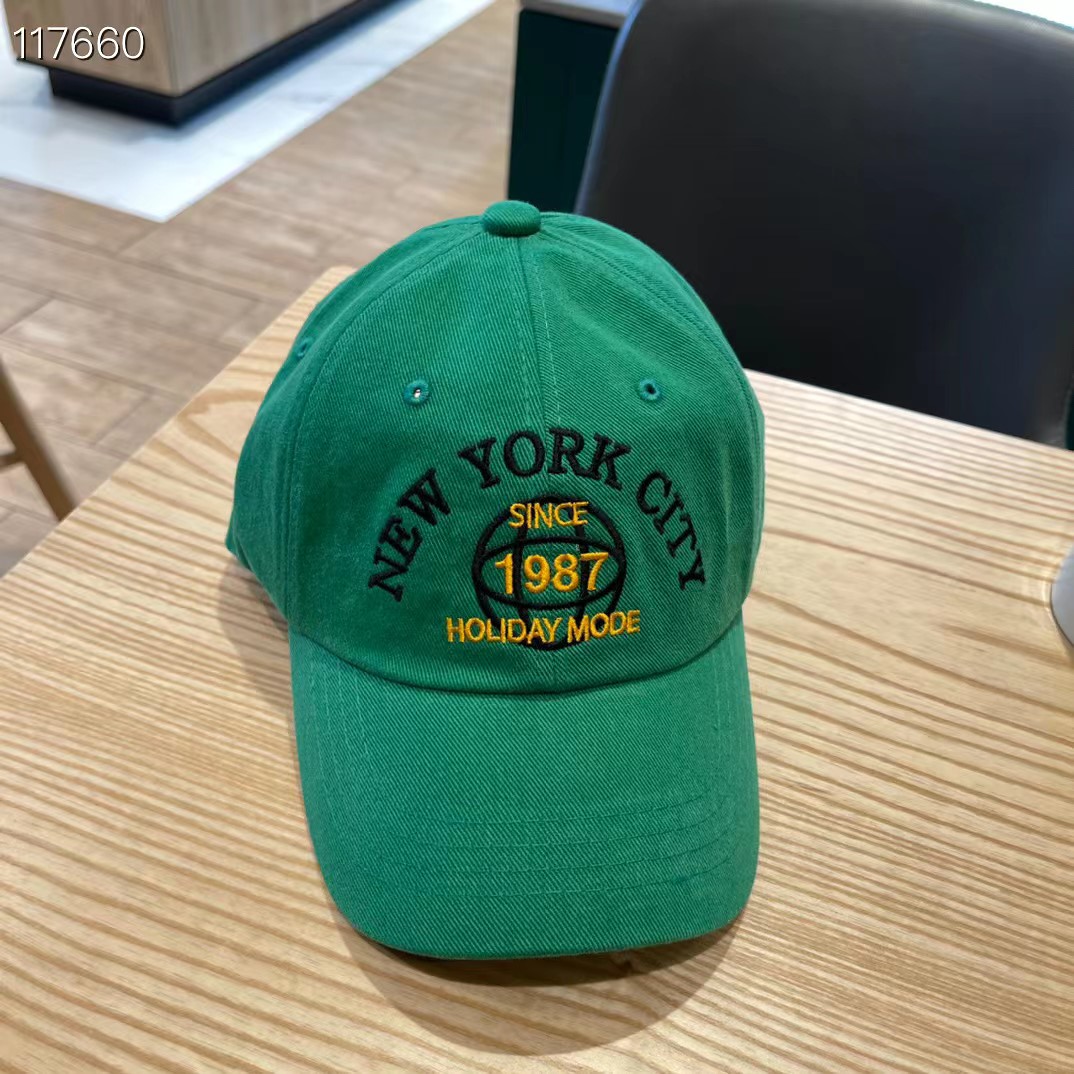 117660
NEW YORK CITY
SINCE
1987
HOLIDAY MODE